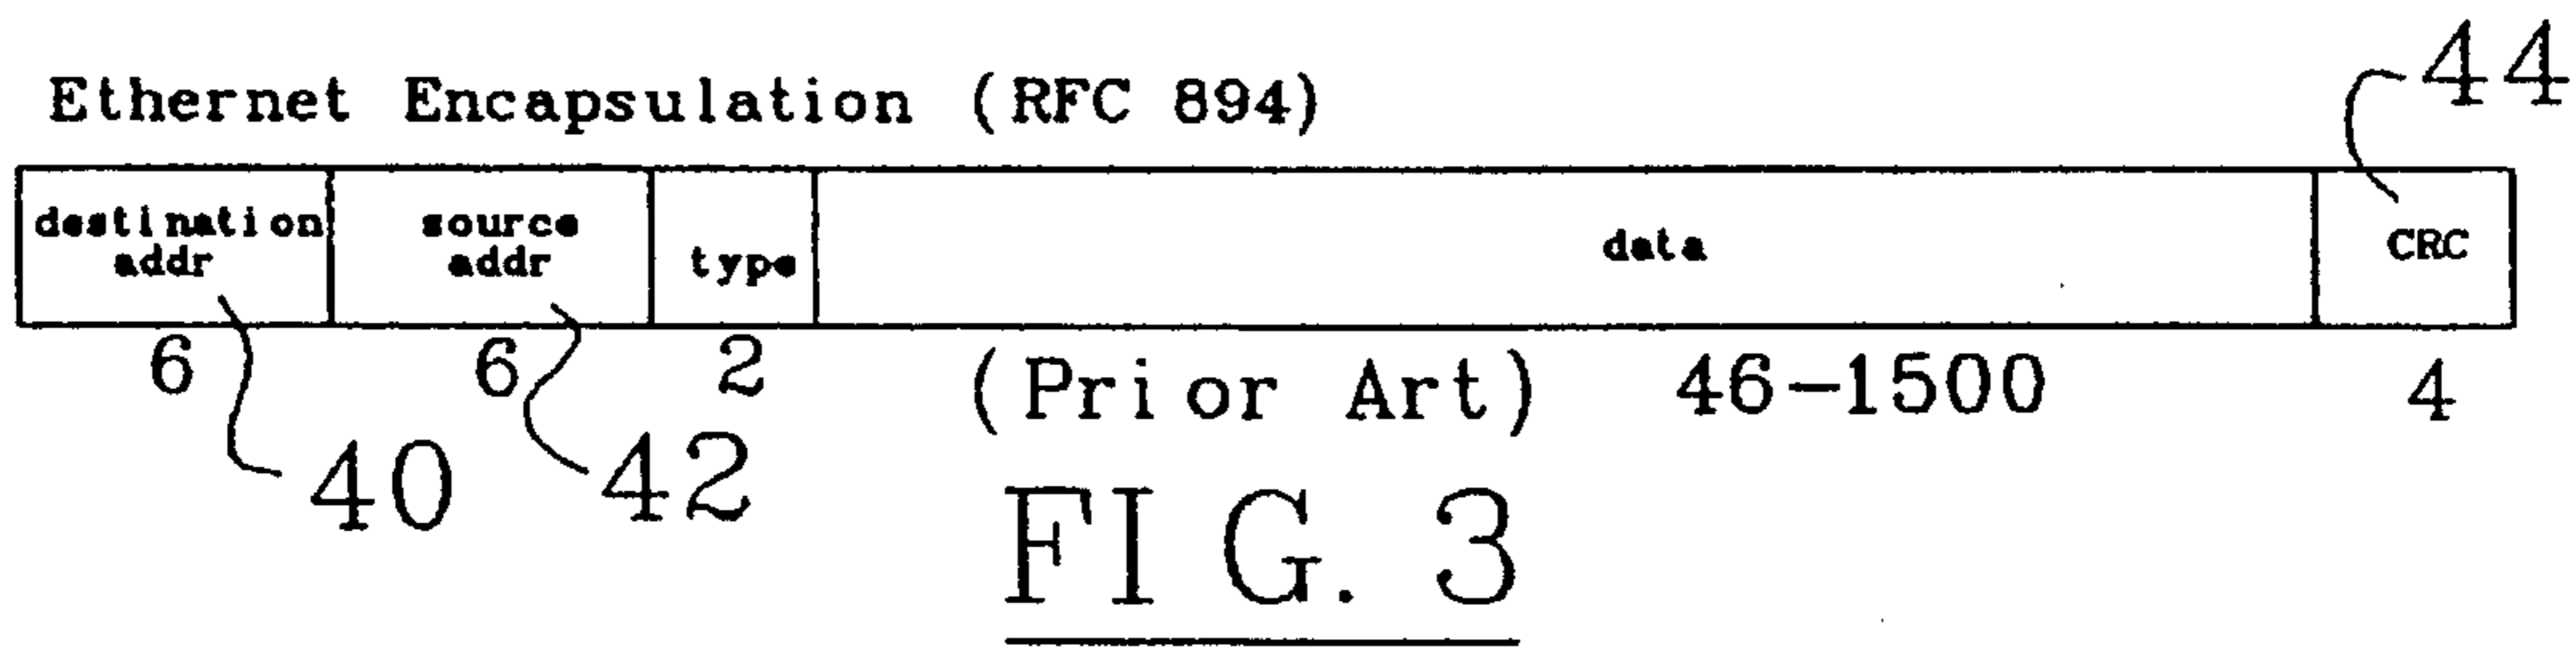 44
Ethernet Encapsulation (RFC 894)
destination addr
source addr
type
data
CRC
6
6
2
(Prior Art)
46-1500
4
40
42
FIG. 3